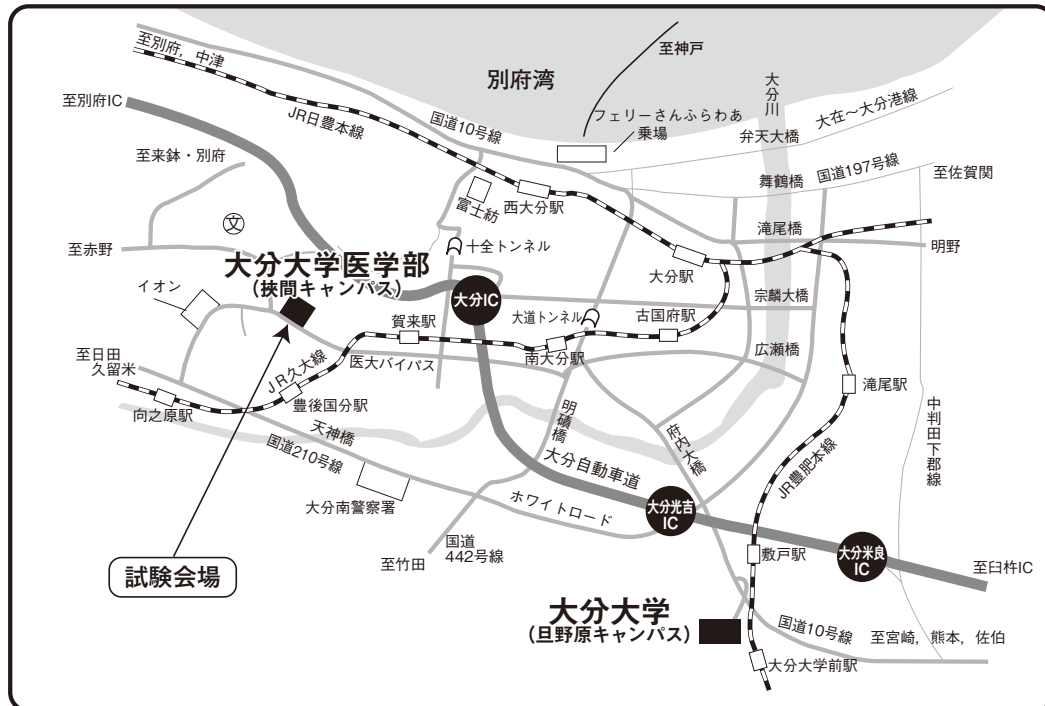 至別府，中津
至神戸
別府湾
大分川
至別府IC
JR日豊本線
国道10号線
フェリーさんふらわあ
乗場
大在～大分港線
弁天大橋
至来鉢・別府
舞鶴橋
国道197号線
至佐賀関
富士紡
西大分駅
文
滝尾橋
至赤野
十全トンネル
明野
大分大学医学部
（挾間キャンパス）
大分駅
イオン
大分IC
宗麟大橋
賀来駅
大道トンネル
古国府駅
至日田
久留米
JR久大線
医大バイパス
南大分駅
広瀬橋
滝尾駅
向之原駅
豊後国分駅
明磧橋
中判田下郡線
天神橋
国道210号線
府内大橋
大分自動車道
JR豊肥本線
大分南警察署
ホワイトロード
大分光吉
IC
国道
442号線
至竹田
敷戸駅
大分米良
IC
至臼杵IC
試験会場
大分大学
（旦野原キャンパス）
国道10号線
至宮崎，熊本，佐伯
大分大学前駅